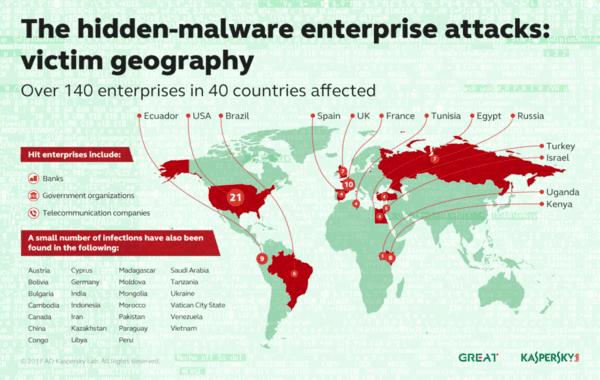 The hidden-malware enterprise attacks:
victim geography
Over 140 enterprises in 40 countries affected
Ecuador USA Brazil Spain UK France Tunisia Egypt Russia
Turkey
Israel
Uganda
Kenya
Hit enterprises include:
Banks
Government organizations
Telecommunication companies
21
10
9
A small number of infections have also been
found in the following:
Austria Cyprus Madagascar Saudi Arabia
Bolivia Germany Moldova Tanzania
Bulgaria India Mongolia Ukraine
Cambodia Indonesia Morocco Vatican City State
Canada Iran Pakistan Venezuela
China Kazakhstan Paraguay Vietnam
Congo Libya Peru
© 2017 AO Kaspersky Lab. All Rights Reserved.
GREAT KASPERSKY